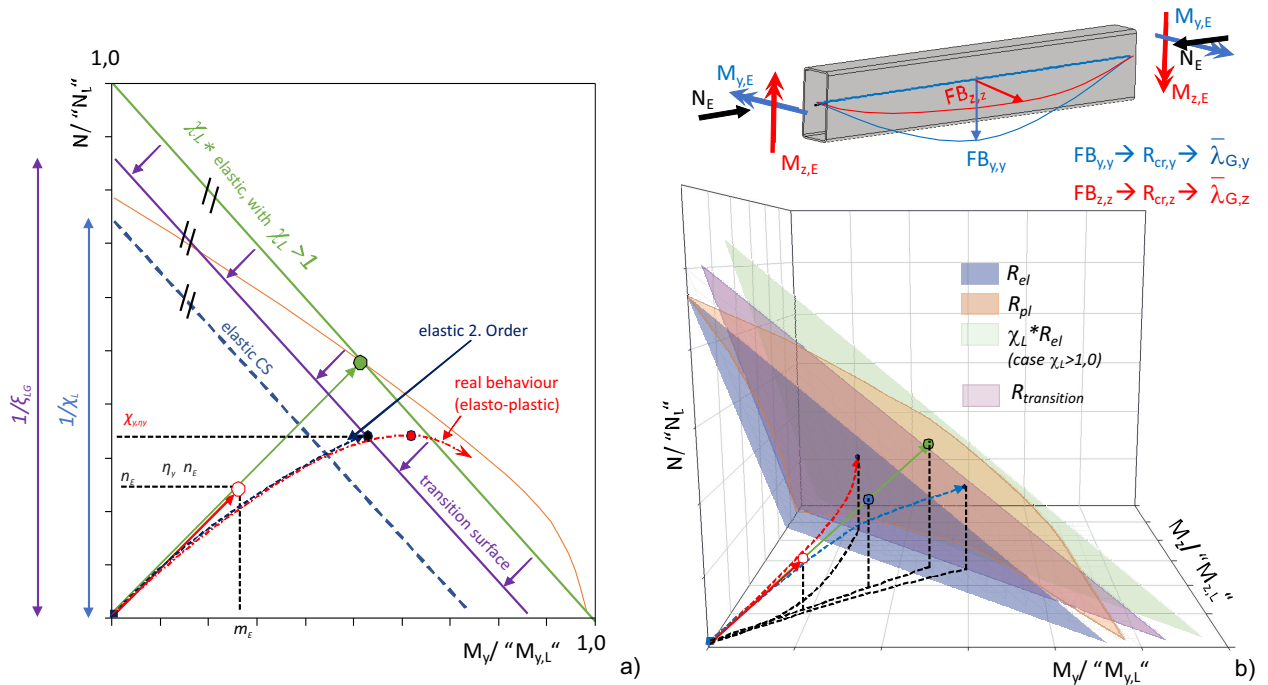 1,0
N/ “N_L“
χ_L * elastic, with χ_L >1
elastic CS
elastic 2. Order
real behaviour
(elasto-plastic)
transition surface
1/ξ_LG
1/χ_L
χ_y,ηy
η_y n_E
n_E
m_E
M_y/ “M_y,L“
1,0
a)
M_y,E
N_E
M_z,E
FB_z,z
FB_y,y
M_y,E
N_E
M_z,E
FB_y,y → R_cr,y → λ̅_G,y
FB_z,z → R_cr,z → λ̅_G,z
R_el
R_pl
χ_L*R_el
(case χ_L>1,0)
R_transition
N/ “N_L“
M_z/ “M_z,L“
M_y/ “M_y,L“
b)